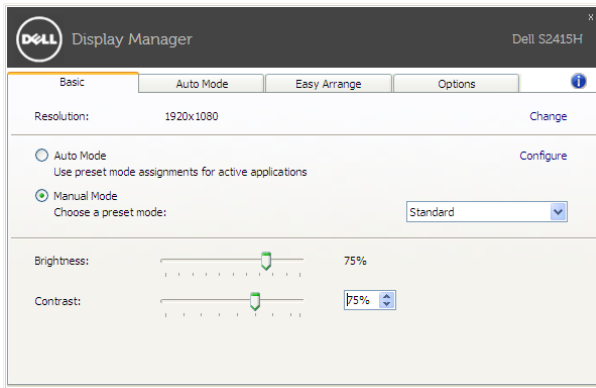 DELL Display Manager Dell S2415H
Basic Auto Mode Easy Arrange Options i
Resolution: 1920x1080 Change
Auto Mode Configure
Use preset mode assignments for active applications
Manual Mode
Choose a preset mode: Standard
Brightness: 75%
Contrast: 75%